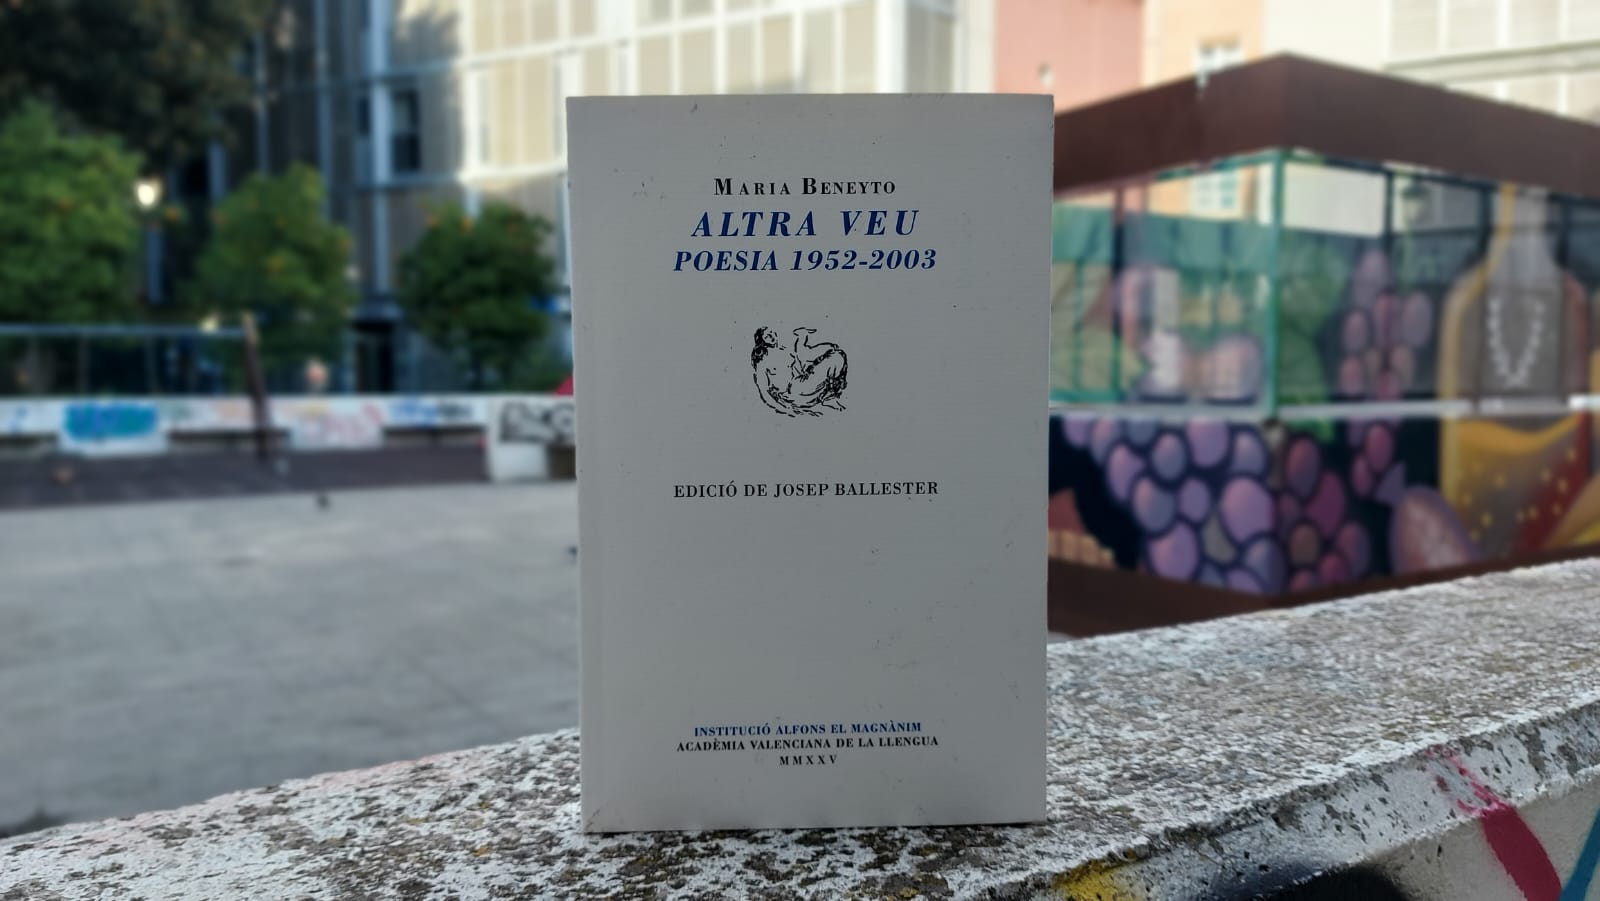 MARIA BENEYTO
ALTRA VEU
POESIA 1952-2003
EDICIÓ DE JOSEP BALLESTER
INSTITUCIÓ ALFONS EL MAGNÀNIM
ACADÈMIA VALENCIANA DE LA LLENGUA
MMXXV